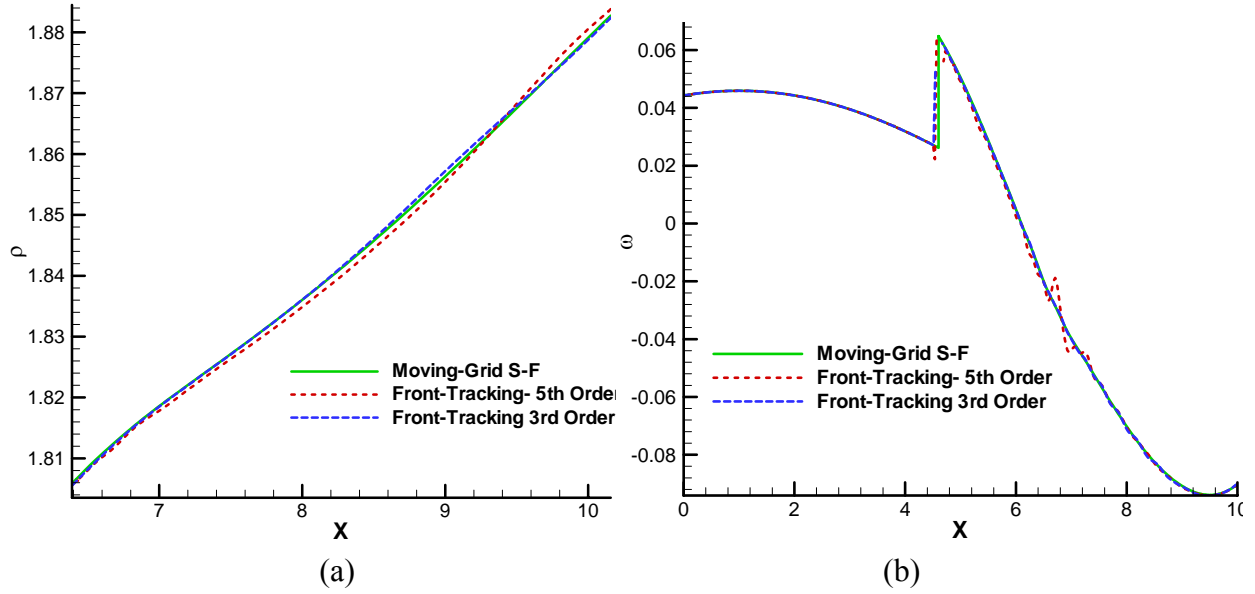 1.88
1.87
1.86
1.85
1.84
1.83
1.82
1.81
ρ
7
8
9
10
X
Moving-Grid S-F
Front-Tracking- 5th Order
Front-Tracking 3rd Order
(a)
0.06
0.04
0.02
0
-0.02
-0.04
-0.06
-0.08
ω
0
2
4
6
8
10
X
Moving-Grid S-F
Front-Tracking- 5th Order
Front-Tracking 3rd Order
(b)